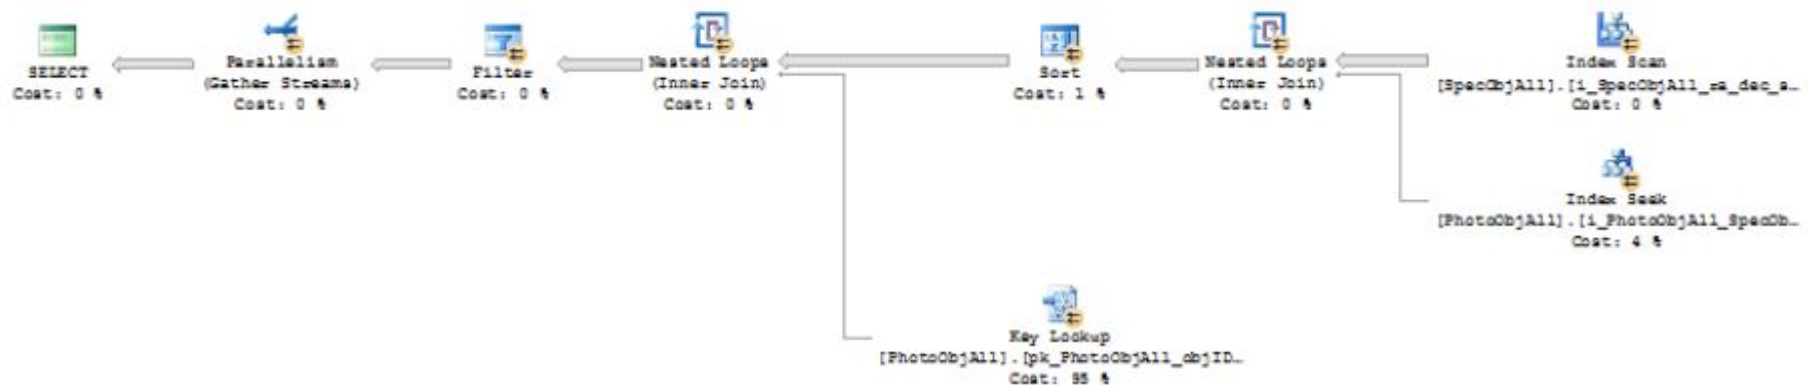 SELECT
Cost: 0 %
Parallelism
(Gather Streams)
Cost: 0 %
Filter
Cost: 0 %
Nested Loops
(Inner Join)
Cost: 0 %
Sort
Cost: 1 %
Nested Loops
(Inner Join)
Cost: 0 %
Index Scan
[SpecObjAll].[i_SpecObjAll_ra_dec_s…
Cost: 0 %
Index Seek
[PhotoObjAll].[i_PhotoObjAll_SpecOb…
Cost: 4 %
Key Lookup
[PhotoObjAll].[pk_PhotoObjAll_objID…
Cost: 95 %